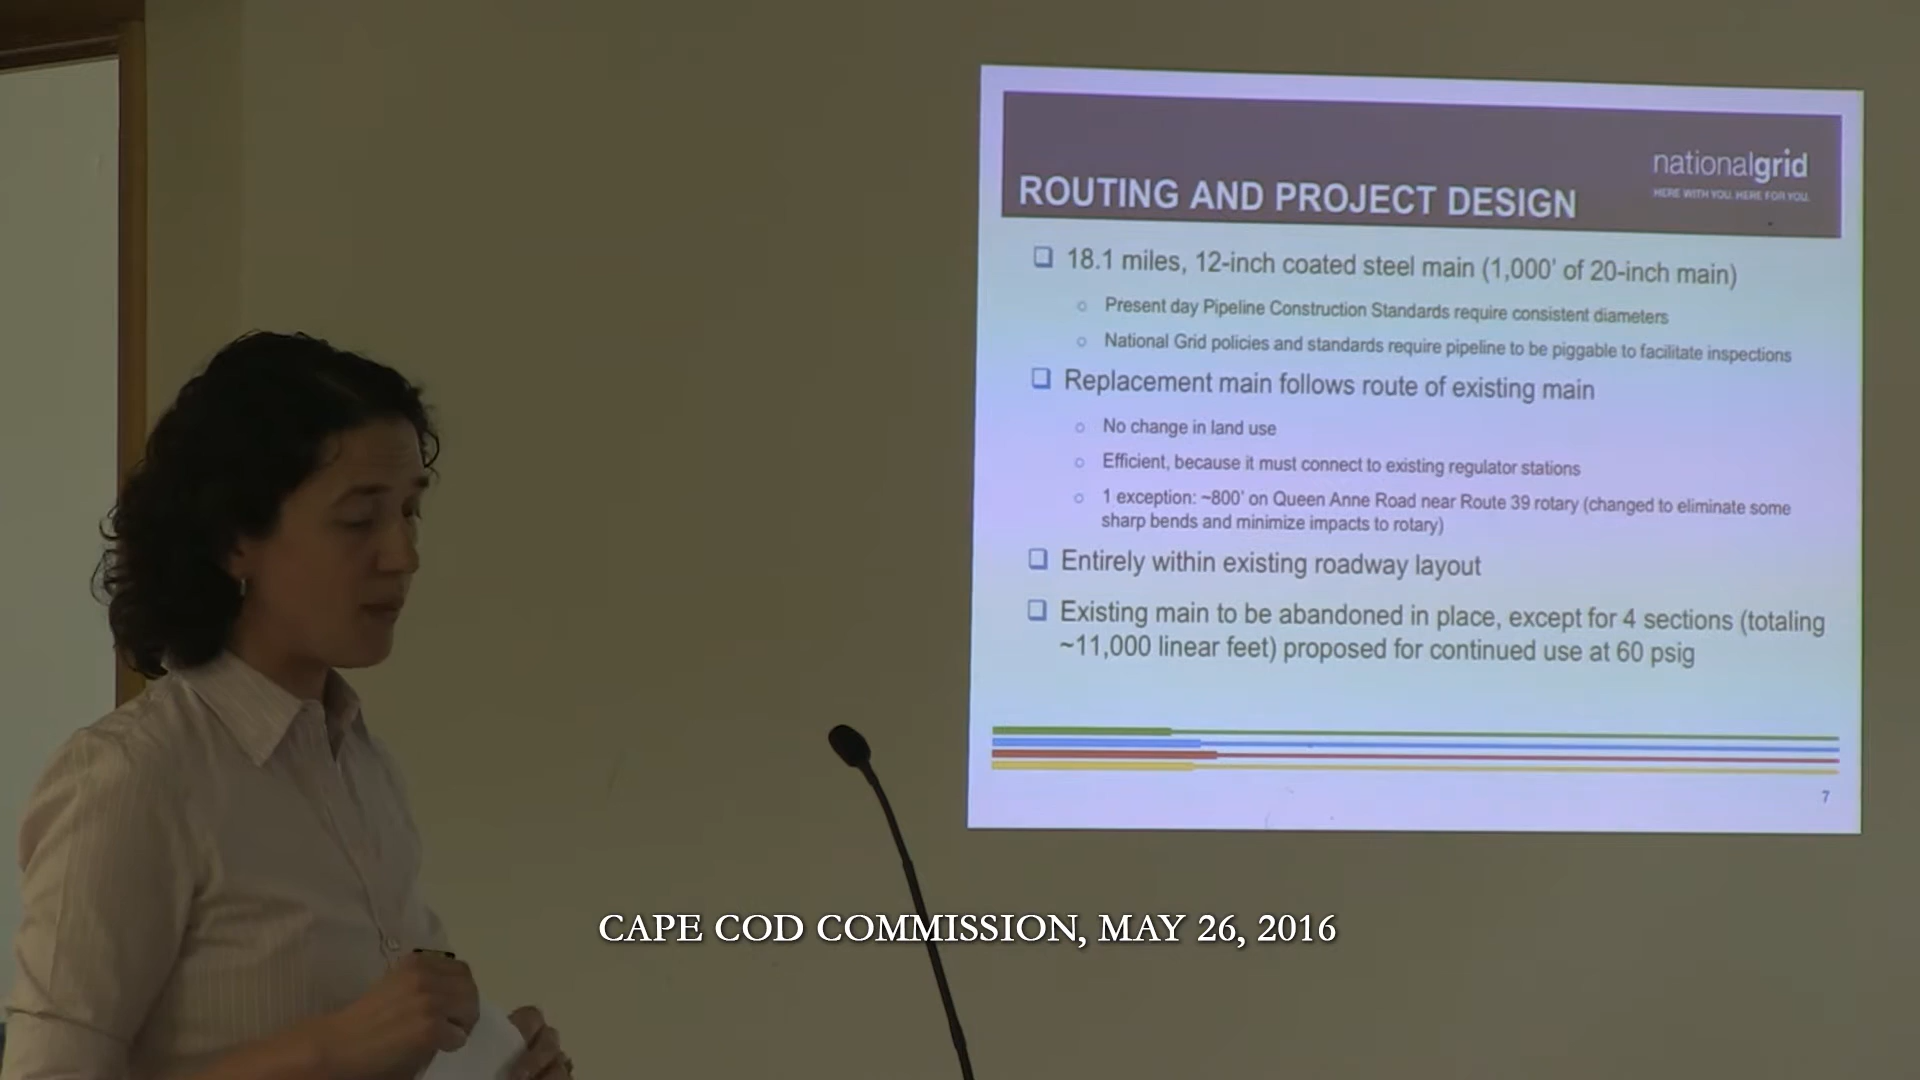 nationalgrid
HERE WITH YOU. HERE FOR YOU.
ROUTING AND PROJECT DESIGN
18.1 miles, 12-inch coated steel main (1,000' of 20-inch main)
Present day Pipeline Construction Standards require consistent diameters
National Grid policies and standards require pipeline to be piggable to facilitate inspections
Replacement main follows route of existing main
No change in land use
Efficient, because it must connect to existing regulator stations
1 exception: ~800' on Queen Anne Road near Route 39 rotary (changed to eliminate some
sharp bends and minimize impacts to rotary)
Entirely within existing roadway layout
Existing main to be abandoned in place, except for 4 sections (totaling
~11,000 linear feet) proposed for continued use at 60 psig
7
CAPE COD COMMISSION, MAY 26, 2016